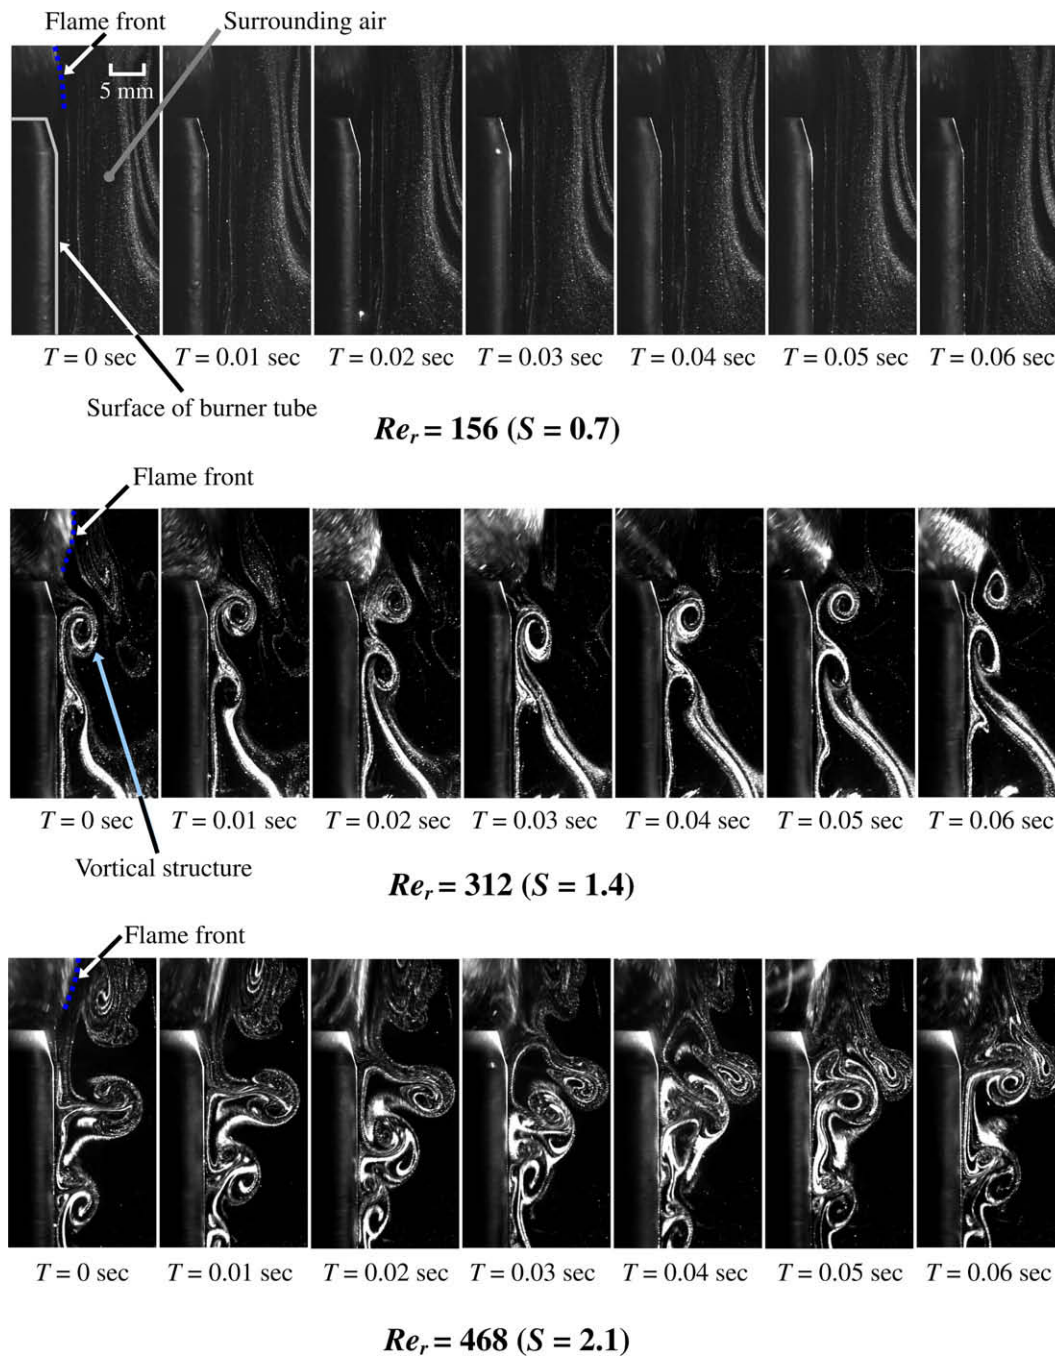 Flame front
Surrounding air
5 mm
T = 0 sec
T = 0.01 sec
T = 0.02 sec
T = 0.03 sec
T = 0.04 sec
T = 0.05 sec
T = 0.06 sec
Surface of burner tube
Re_r = 156 (S = 0.7)
Flame front
T = 0 sec
T = 0.01 sec
T = 0.02 sec
T = 0.03 sec
T = 0.04 sec
T = 0.05 sec
T = 0.06 sec
Vortical structure
Re_r = 312 (S = 1.4)
Flame front
T = 0 sec
T = 0.01 sec
T = 0.02 sec
T = 0.03 sec
T = 0.04 sec
T = 0.05 sec
T = 0.06 sec
Re_r = 468 (S = 2.1)